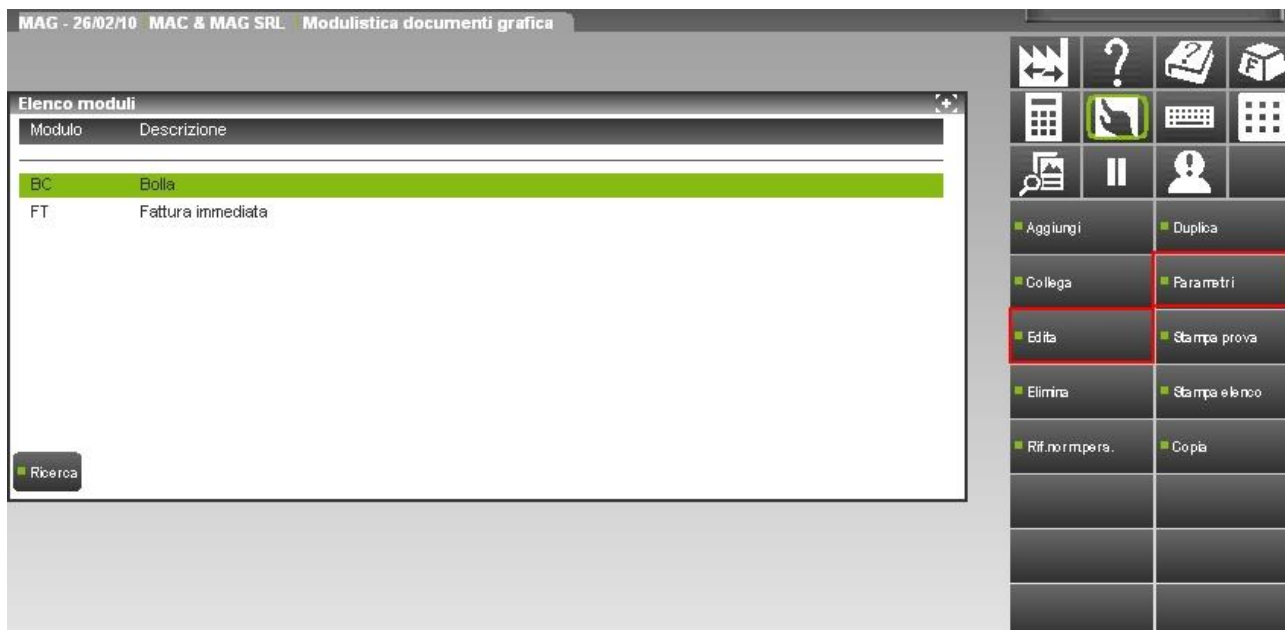 MAG - 26/02/10 MAC & MAG SRL Modulistica documenti grafica
Elenco moduli
Modulo Descrizione
BC Bolla
FT Fattura immediata
Ricerca
F
Aggiungi Duplica
Collega Parametri
Edita Stampa prova
Elimina Stampa elenco
Rif.norm.pers. Copia